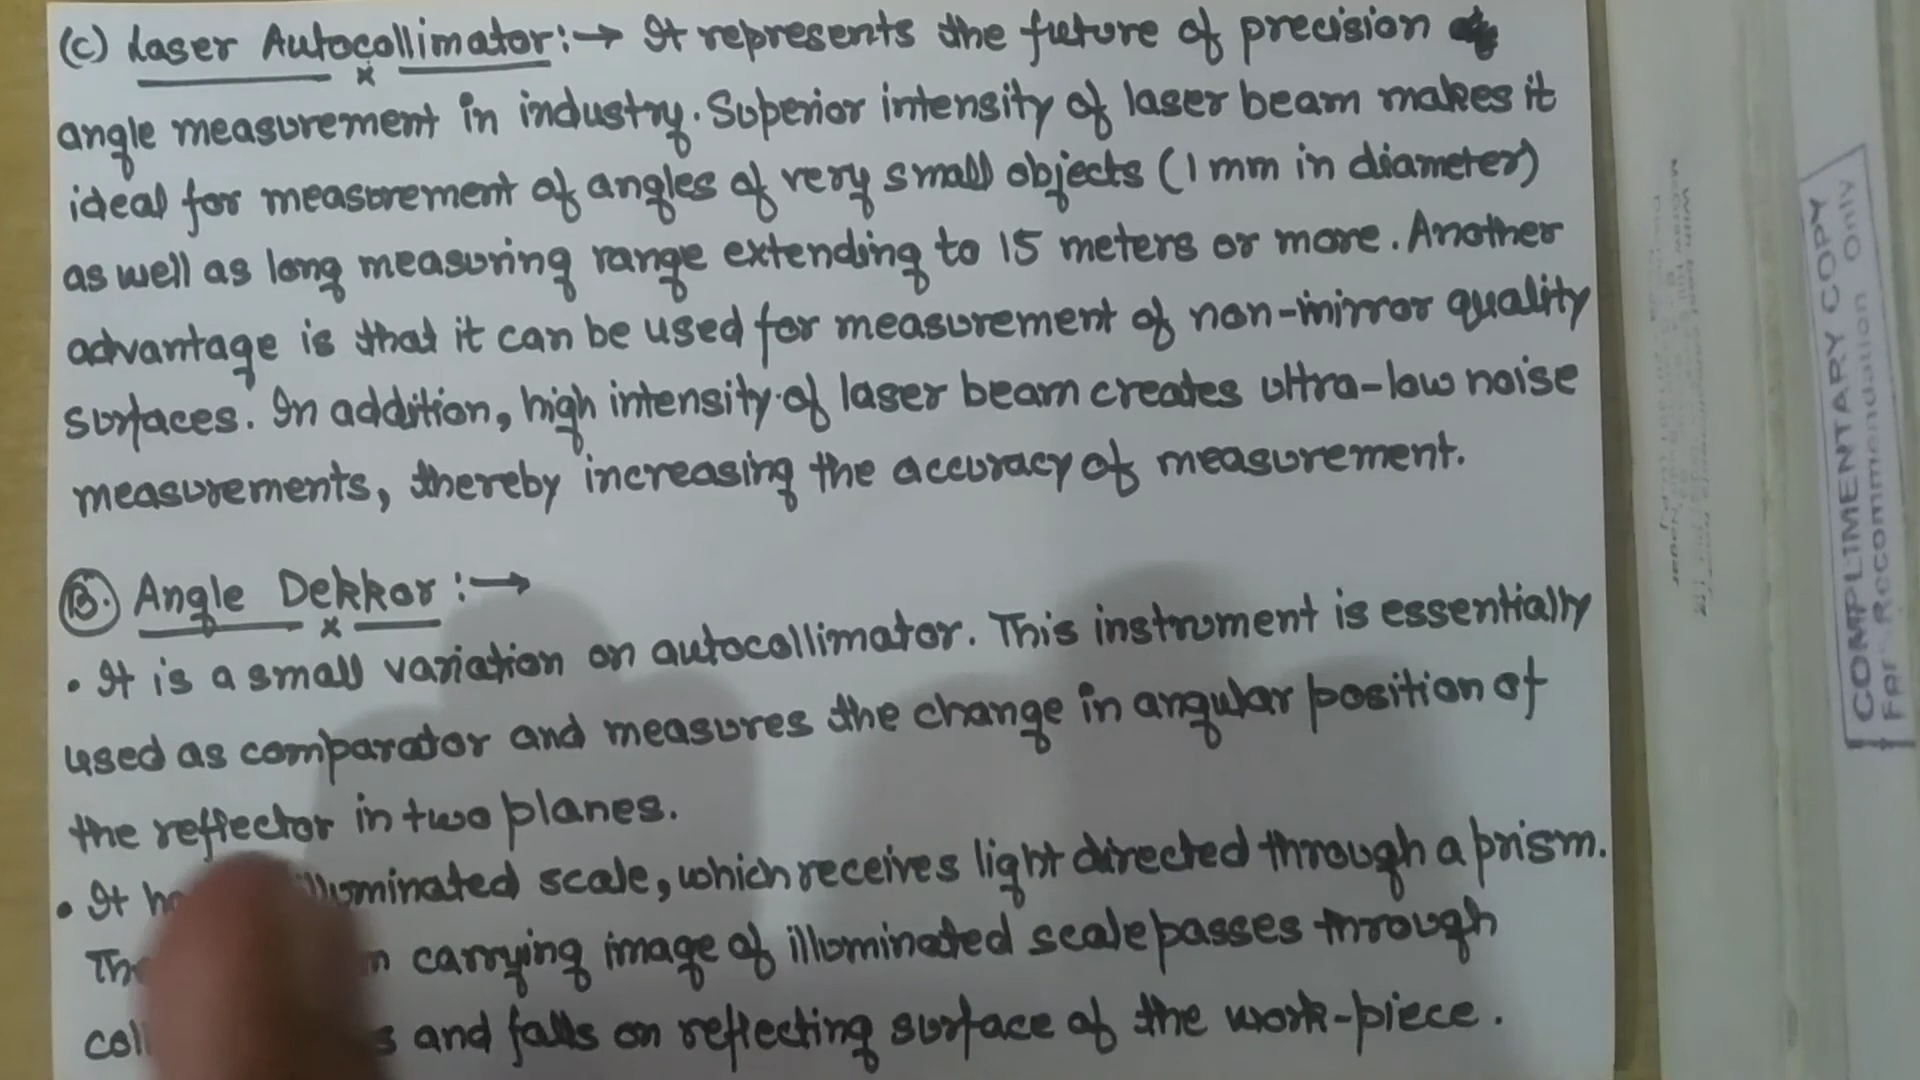 (C) Laser Autocollimator:→ It represents the future of precision
angle measurement in industry. Superior intensity of laser beam makes it
ideal for measurement of angles of very small objects (1 mm in diameter)
as well as long measuring range extending to 15 meters or more. Another
advantage is that it can be used for measurement of non-mirror quality
surfaces. In addition, high intensity of laser beam creates ultra-low noise
measurements, thereby increasing the accuracy of measurement.
(B.) Angle Dekkor :→
• It is a small variation on autocollimator. This instrument is essentially
used as comparator and measures the change in angular position of
the reflector in two planes.
• It illuminated scale, which receives light directed through a prism.
carrying image of illuminated scale passes through
and falls on reflecting surface of the work-piece.
COMPLIMENTARY COPY
For Recommendation Only